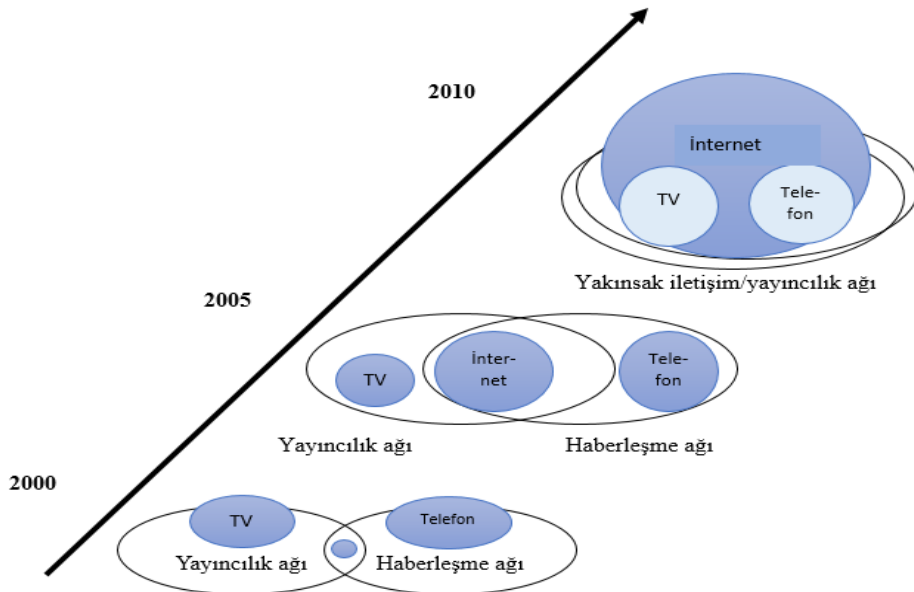 2010
İnternet
TV
Tele-
fon
Yakınsak iletişim/yayıncılık ağı
2005
TV
İnter-
net
Tele-
fon
Yayıncılık ağı
Haberleşme ağı
2000
TV
Telefon
Yayıncılık ağı
Haberleşme ağı